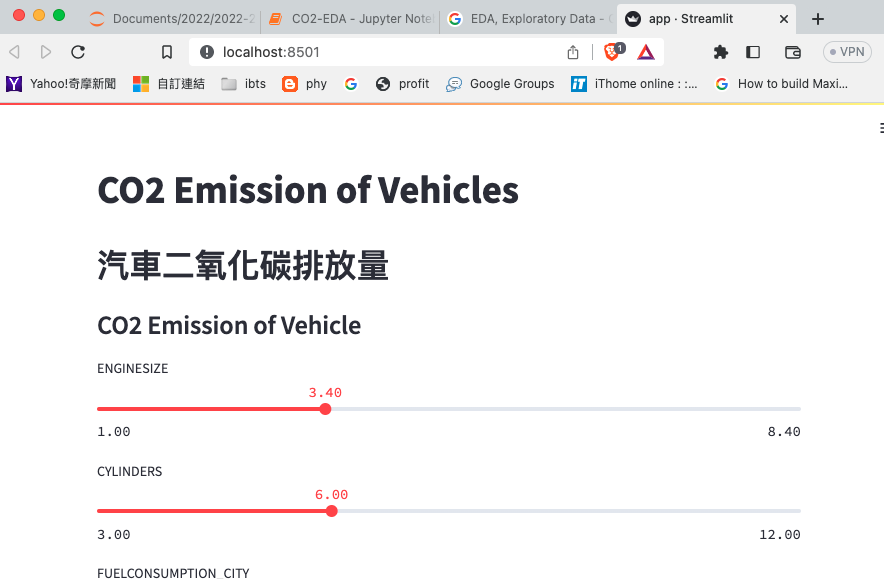 Documents/2022/2022-2
CO2-EDA - Jupyter Note
EDA, Exploratory Data - G
app · Streamlit
localhost:8501
1
VPN
Yahoo!奇摩新聞
自訂連結
ibts
phy
profit
Google Groups
iT
iThome online : :...
How to build Maxi...
CO2 Emission of Vehicles
汽車二氧化碳排放量
CO2 Emission of Vehicle
ENGINESIZE
3.40
1.00 8.40
CYLINDERS
6.00
3.00 12.00
FUELCONSUMPTION_CITY